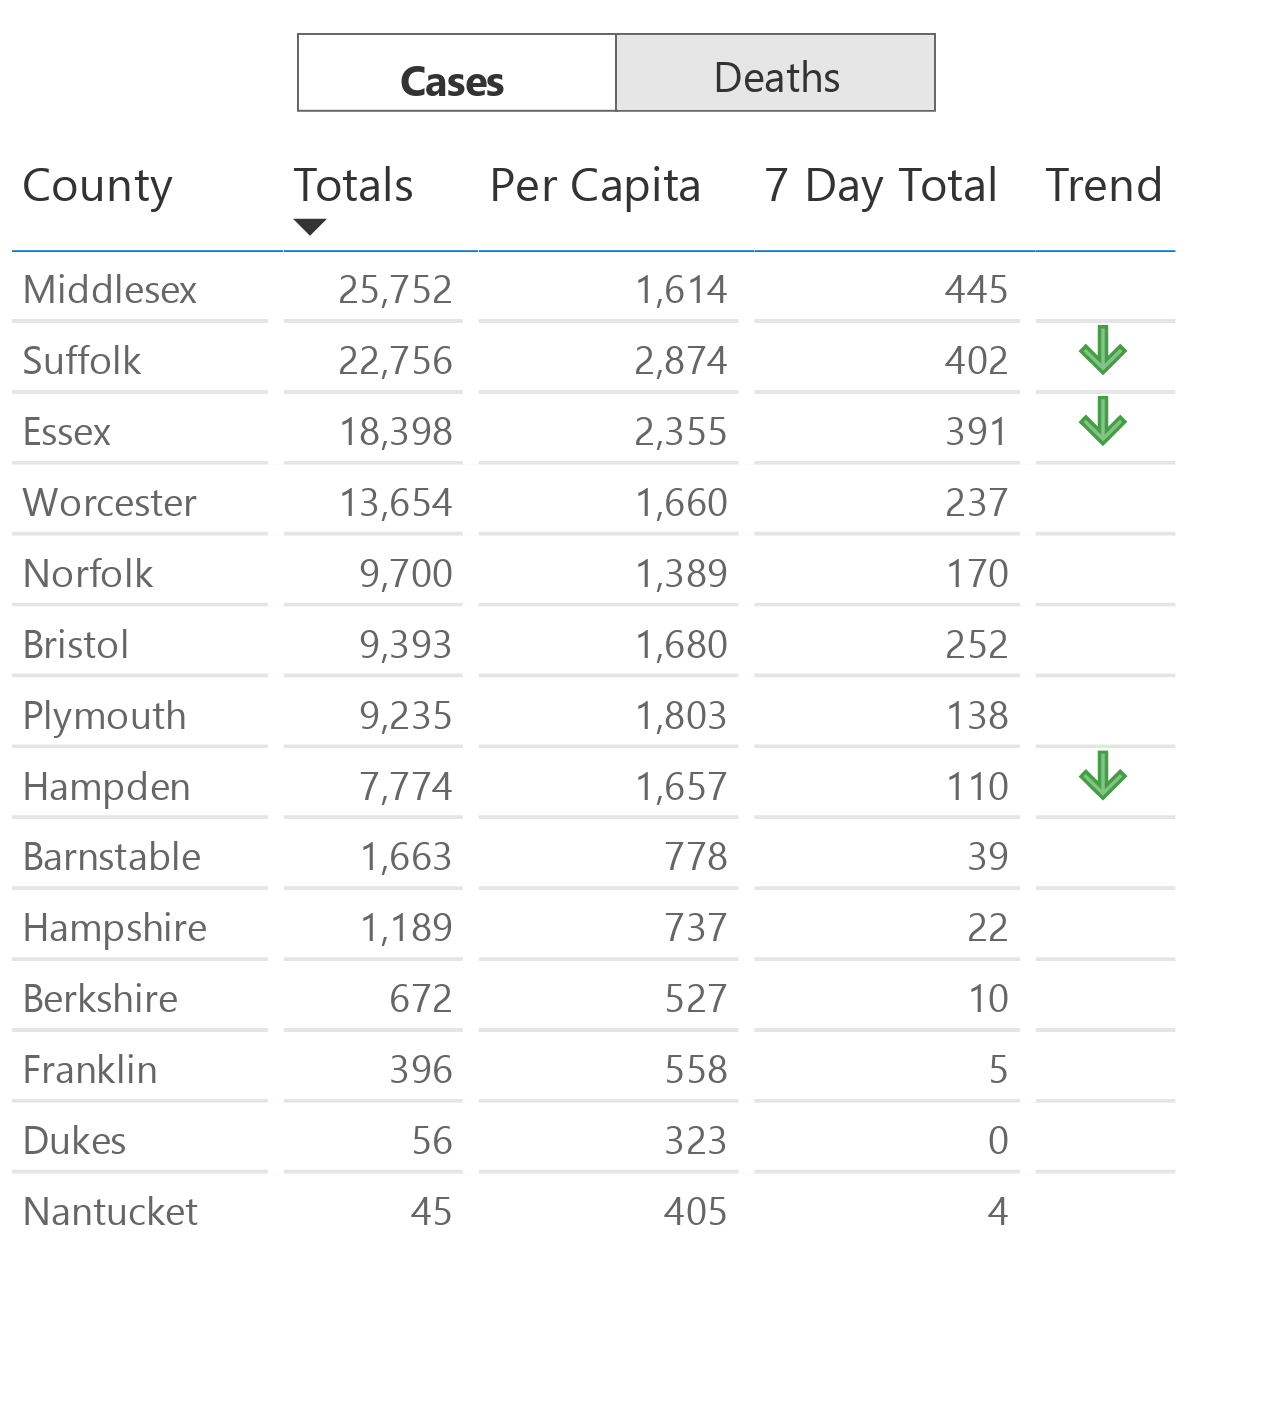 Cases Deaths
County Totals Per Capita 7 Day Total Trend
Middlesex 25,752 1,614 445
Suffolk 22,756 2,874 402
Essex 18,398 2,355 391
Worcester 13,654 1,660 237
Norfolk 9,700 1,389 170
Bristol 9,393 1,680 252
Plymouth 9,235 1,803 138
Hampden 7,774 1,657 110
Barnstable 1,663 778 39
Hampshire 1,189 737 22
Berkshire 672 527 10
Franklin 396 558 5
Dukes 56 323 0
Nantucket 45 405 4